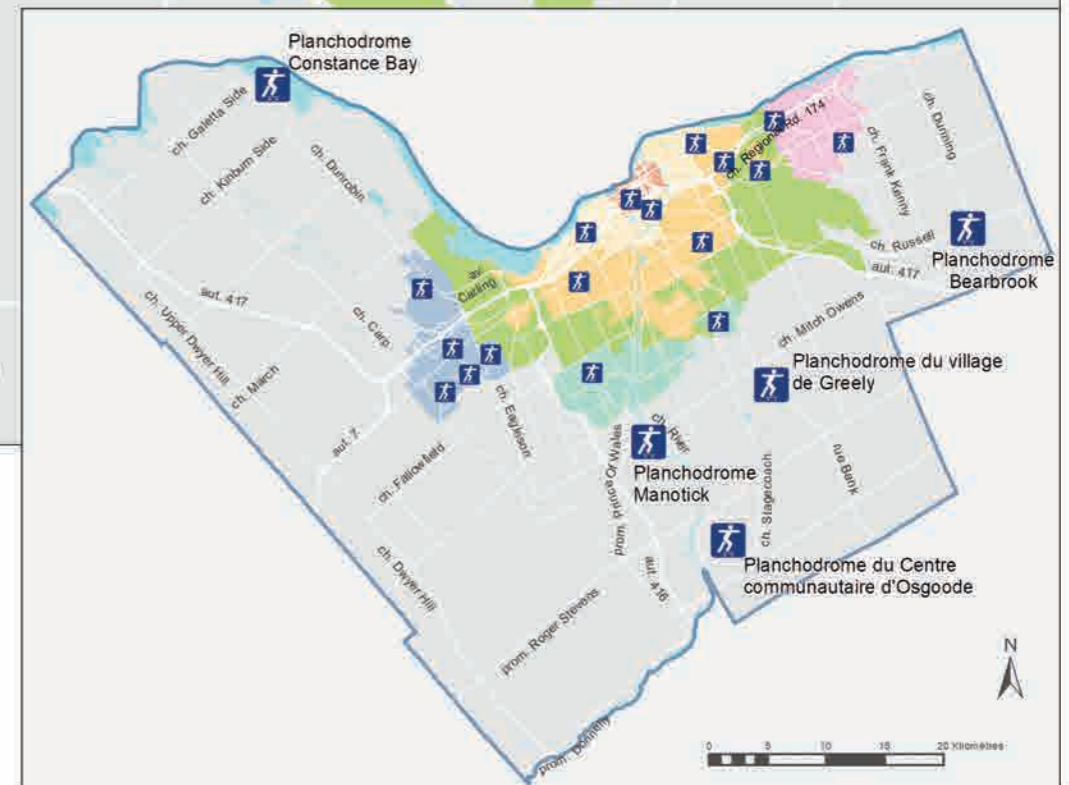 Planchodrome
Constance Bay
ch. Galetta Side
ch. Kinburn Side
ch. Dunrobin
ch. Regional Rd. 174
ch. Dunning
ch. Frank Kenny
ch. Russell
aut. 417
Planchodrome
Bearbrook
av.
Carling
aut. 417
ch. Upper Dwyer Hill
ch. March
ch. Carp
aut. 7
ch. Mitch Owens
Planchodrome du village
de Greely
ch. Eagleson
ch. Fallowfield
ch. River
prom. Prince Of Wales
Planchodrome
Manotick
rue Bank
ch. Stagecoach
aut. 416
Planchodrome du Centre
communautaire d'Osgoode
ch. Dwyer Hill
prom. Roger Stevens
prom. Donnelly
N
0 5 10 15 20 Kilomètres